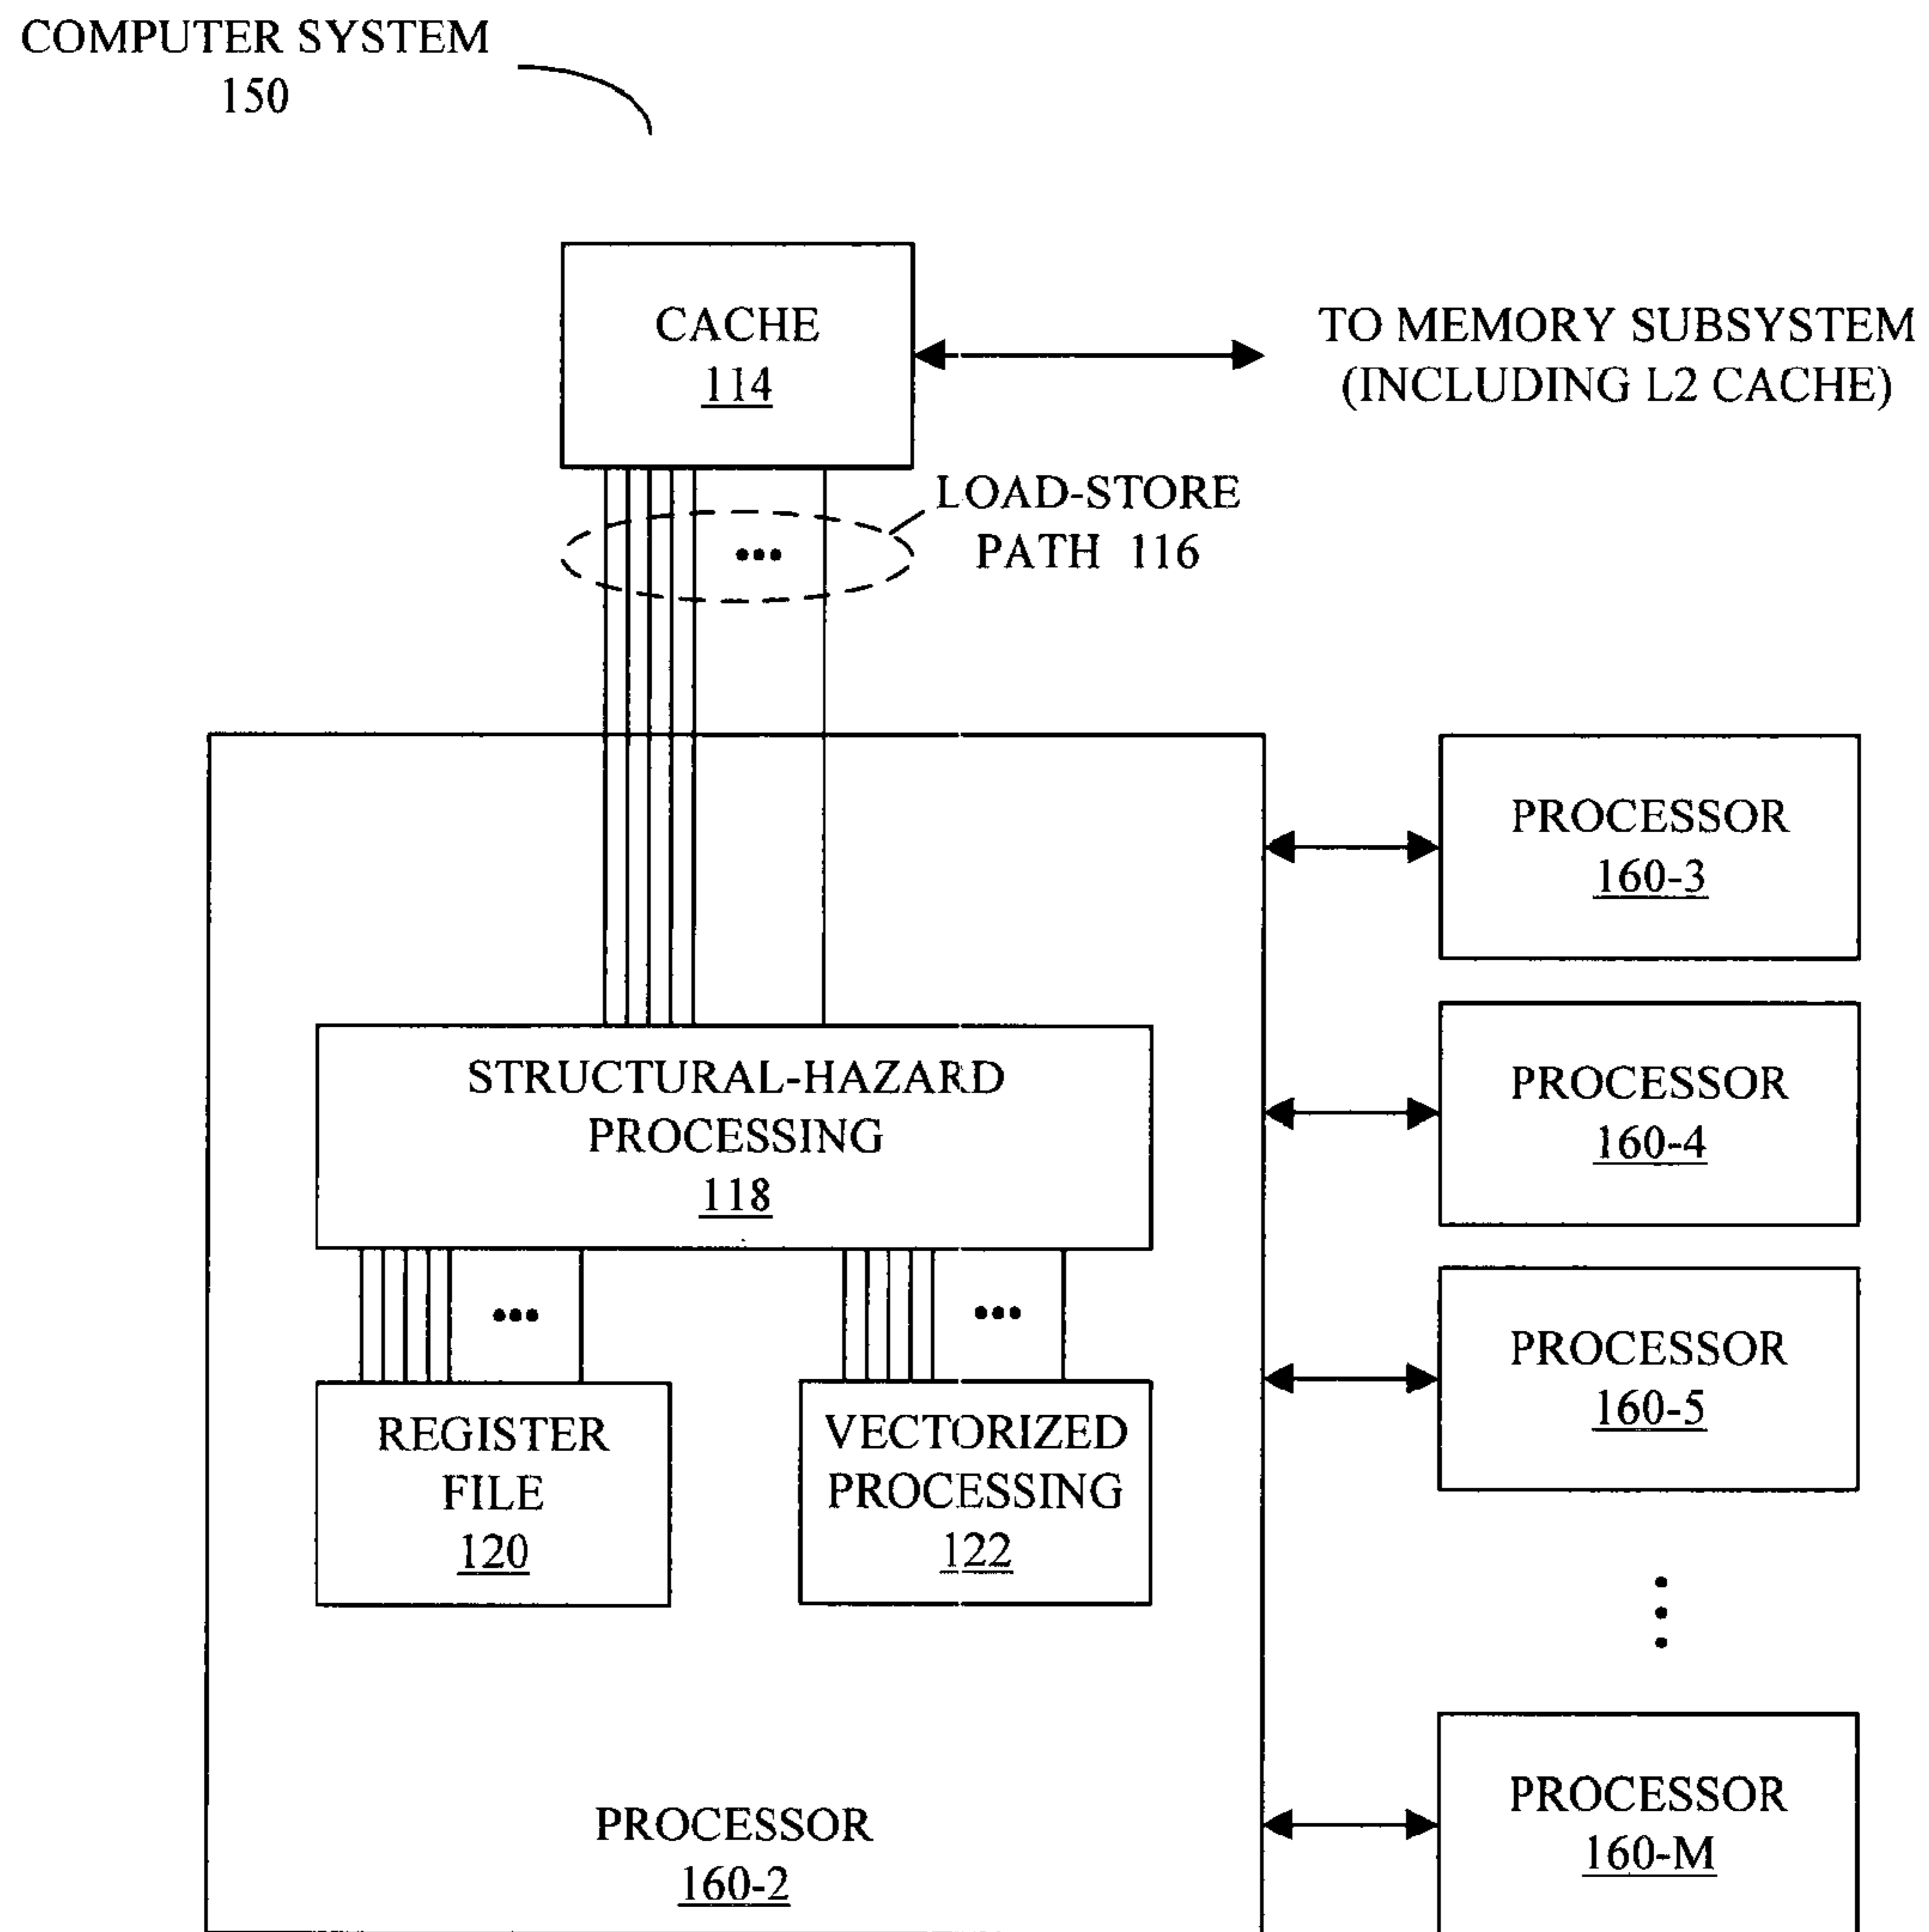 COMPUTER SYSTEM
150
CACHE
114
TO MEMORY SUBSYSTEM
(INCLUDING L2 CACHE)
LOAD-STORE
PATH 116
PROCESSOR
160-3
STRUCTURAL-HAZARD
PROCESSING
118
PROCESSOR
160-4
REGISTER
FILE
120
VECTORIZED
PROCESSING
122
PROCESSOR
160-5
PROCESSOR
160-2
PROCESSOR
160-M